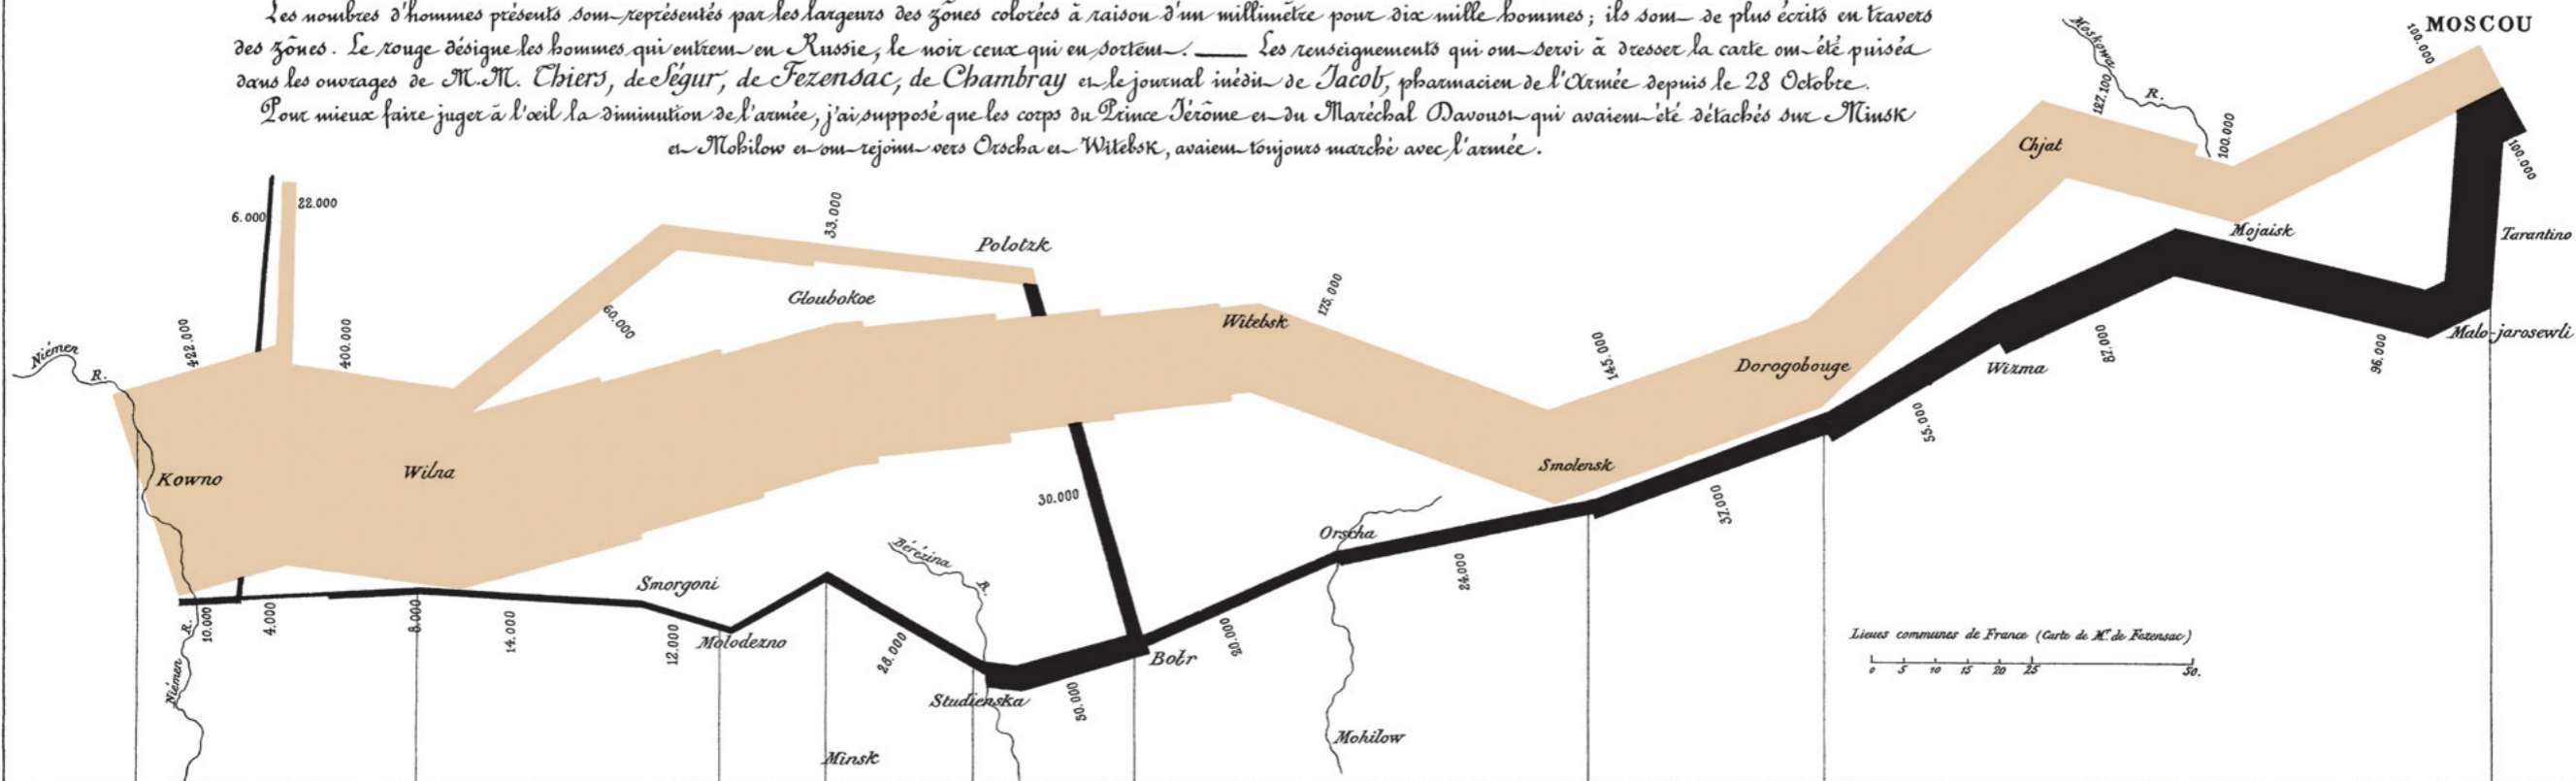 Les nombres d'hommes présents sont représentés par les largeurs des zônes colorées à raison d'un millimètre pour dix mille hommes; ils sont de plus écrits en travers
des zônes. Le rouge désigne les hommes qui entrent en Russie, le noir ceux qui en sortent. — Les renseignements qui ont servi à dresser la carte ont été puisés
dans les ouvrages de M.M. Thiers, de Ségur, de Fezensac, de Chambray et le journal inédit de Jacob, pharmacien de l'Armée depuis le 28 Octobre.
Pour mieux faire juger à l'œil la diminution de l'armée, j'ai supposé que les corps du Prince Jérôme et du Maréchal Davoust qui avaient été détachés sur Minsk
et Mohilow et ont rejoint vers Orscha et Witebsk, avaient toujours marché avec l'armée.
MOSCOU
100.000
Moskowa
R.
127.100
100.000
100.000
Chjat
Mojaisk
Tarantino
Malo-jarosewli
6.000
22.000
33.000
Polotzk
Gloubokoe
60.000
422.000
400.000
Niémen
R.
Kowno
Wilna
Witebsk
175.000
145.000
Dorogobouge
Smolensk
Wizma
82.000
96.000
55.000
37.000
24.000
30.000
Orscha
Bérézina
R.
Smorgoni
Molodezno
10.000
4.000
8.000
14.000
12.000
28.000
Studienska
50.000
Bobr
20.000
R.
Niémen
Minsk
Mohilow
Lieues communes de France (Carte de M. de Fezensac)
0 5 10 15 20 25 50.